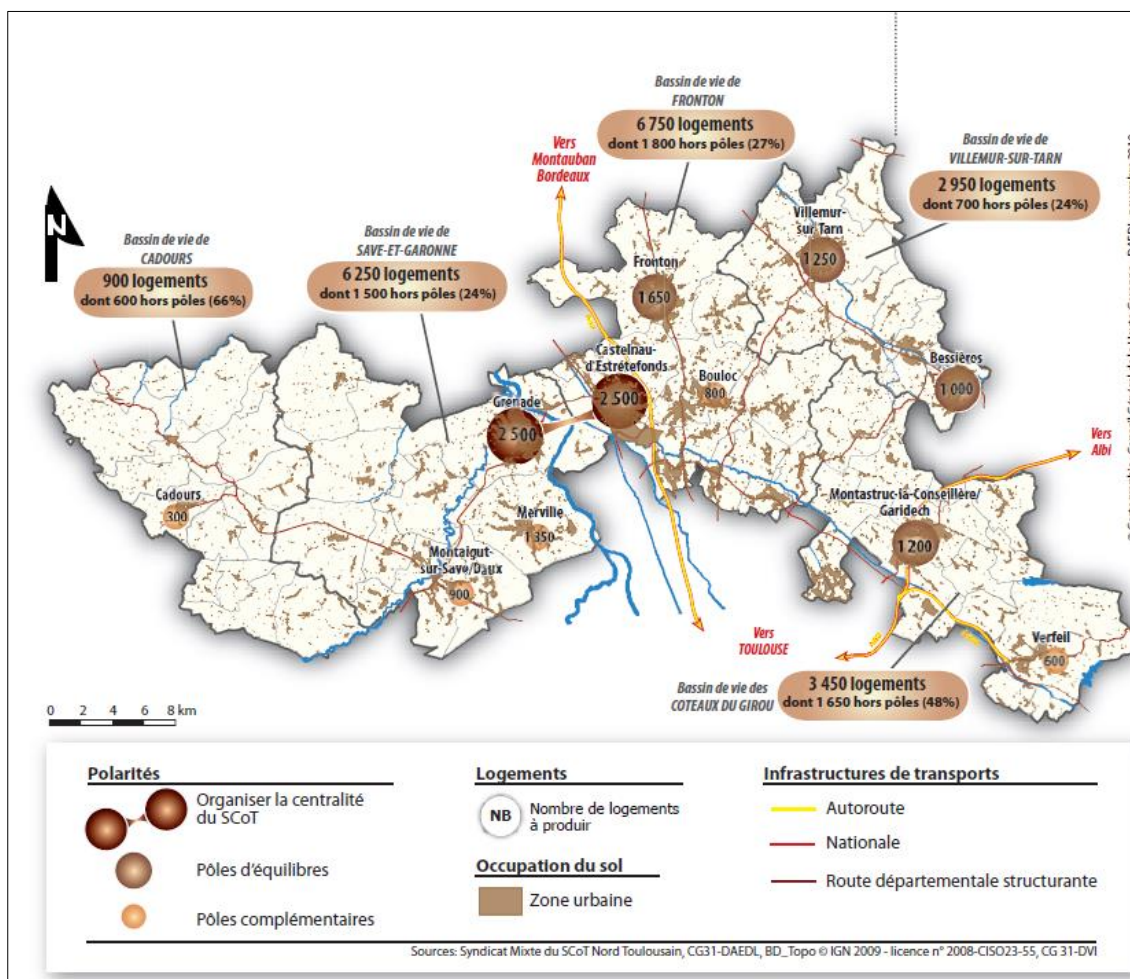 Bassin de vie de
FRONTON
6 750 logements
dont 1 800 hors pôles (27%)
Vers
Montauban
Bordeaux
Bassin de vie de
VILLEMUR-SUR-TARN
2 950 logements
dont 700 hors pôles (24%)
N
Bassin de vie de
CADOURS
900 logements
dont 600 hors pôles (66%)
Bassin de vie de
SAVE-ET-GARONNE
6 250 logements
dont 1 500 hors pôles (24%)
Villemur-
sur-Tarn
1 250
Fronton
1 650
Castelnau-
d'Estrétefonds
2 500
Bouloc
800
Bessières
1 000
Grenade
2 500
Vers
Albi
Cadours
300
Merville
1 350
Montaigut-
sur-Save/Daux
900
Montastruc-la-Conseillère/
Garidech
1 200
Verfeil
600
Vers
TOULOUSE
Bassin de vie des
COTEAUX DU GIROU
3 450 logements
dont 1 650 hors pôles (48%)
0 2 4 6 8 km
Polarités
Organiser la centralité
du SCoT
Pôles d'équilibres
Pôles complémentaires
Logements
NB
Nombre de logements
à produire
Occupation du sol
Zone urbaine
Infrastructures de transports
Autoroute
Nationale
Route départementale structurante
Sources: Syndicat Mixte du SCoT Nord Toulousain, CG31-DAEDL, BD_Topo © IGN 2009 - licence n° 2008-CISO23-55, CG 31-DVI